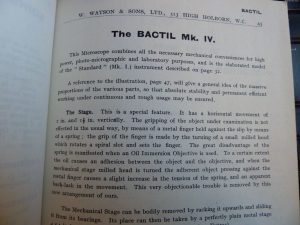 W. WATSON & SONS, LTD., 313 HIGH HOLBORN, W.C. 45
BACTIL
The BACTIL Mk. IV.
This Microscope combines all the necessary mechanical conveniences for high
power, photo-micrographic and laboratory purposes, and is the elaborated model
of the "Standard." (Mk. I.) instrument described on page 31.
A reference to the illustration, page 47, will give a general idea of the massive
proportions of the various parts, so that absolute stability and permanent efficient
working under continuous and rough usage may be ensured.
The Stage. This is a special feature. It has a horizontal movement of
2 in. and 1¾ in. vertically. The gripping of the object under examination is not
effected in the usual way, by means of a metal finger held against the slip by means
of a spring; the grip of the finger is made by the turning of a small milled head
which rotates a spiral slot and sets the finger. The great disadvantage of the
spring is manifested when an Oil Immersion Objective is used. To a certain extent
the oil causes an adhesion between the object and the objective, and when the
mechanical stage milled head is turned the adherent object pressing against the
metal finger causes a slight increase in the tension of the spring, and an apparent
back-lash in the movement. This very objectionable trouble is removed by this
new arrangement of ours.
The Mechanical Stage can be bodily removed by racking it upwards and sliding
it from its bearings. Its place can then be taken by a perfectly plain metal stage